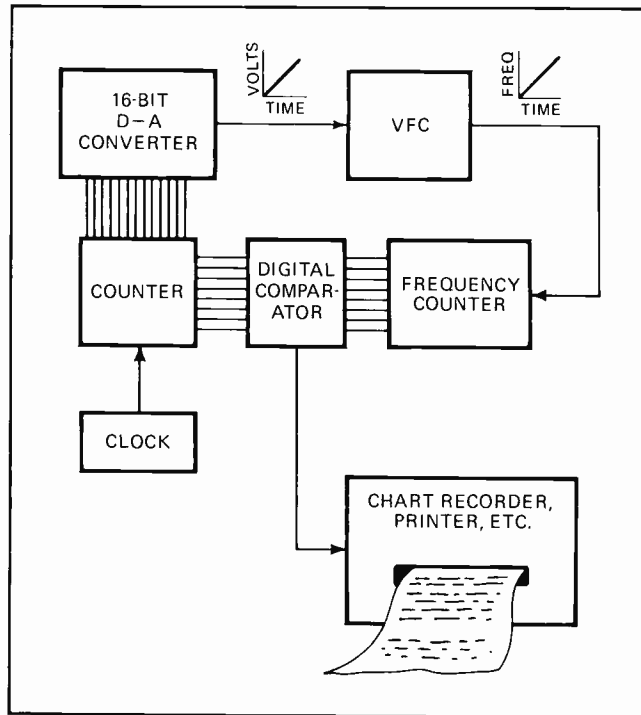 16-BIT
D-A
CONVERTER
VOLTS
TIME
VFC
FREQ
TIME
COUNTER
DIGITAL
COMPAR-
ATOR
FREQUENCY
COUNTER
CLOCK
CHART RECORDER,
PRINTER, ETC.